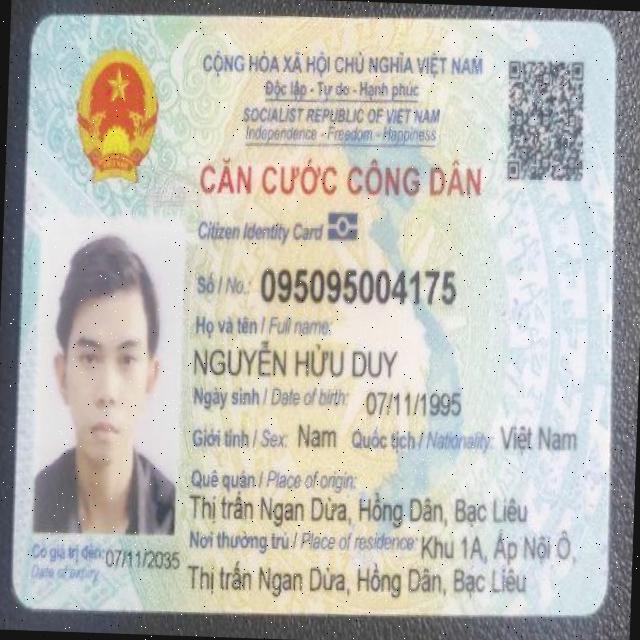 CỘNG HÒA XÃ HỘI CHỦ NGHĨA VIỆT NAM
Độc lập - Tự do - Hạnh phúc
SOCIALIST REPUBLIC OF VIET NAM
Independence - Freedom - Happiness
CĂN CƯỚC CÔNG DÂN
Citizen Identity Card
Số / No.: 095095004175
Họ và tên / Full name:
NGUYỄN HỬU DUY
Ngày sinh / Date of birth: 07/11/1995
Giới tính / Sex: Nam Quốc tịch / Nationality: Việt Nam
Quê quán / Place of origin:
Thị trấn Ngan Dừa, Hồng Dân, Bạc Liêu
Nơi thường trú / Place of residence: Khu 1A, Ấp Nội Ô,
Thị trấn Ngan Dừa, Hồng Dân, Bạc Liêu
Có giá trị đến: 07/11/2035
Date of expiry